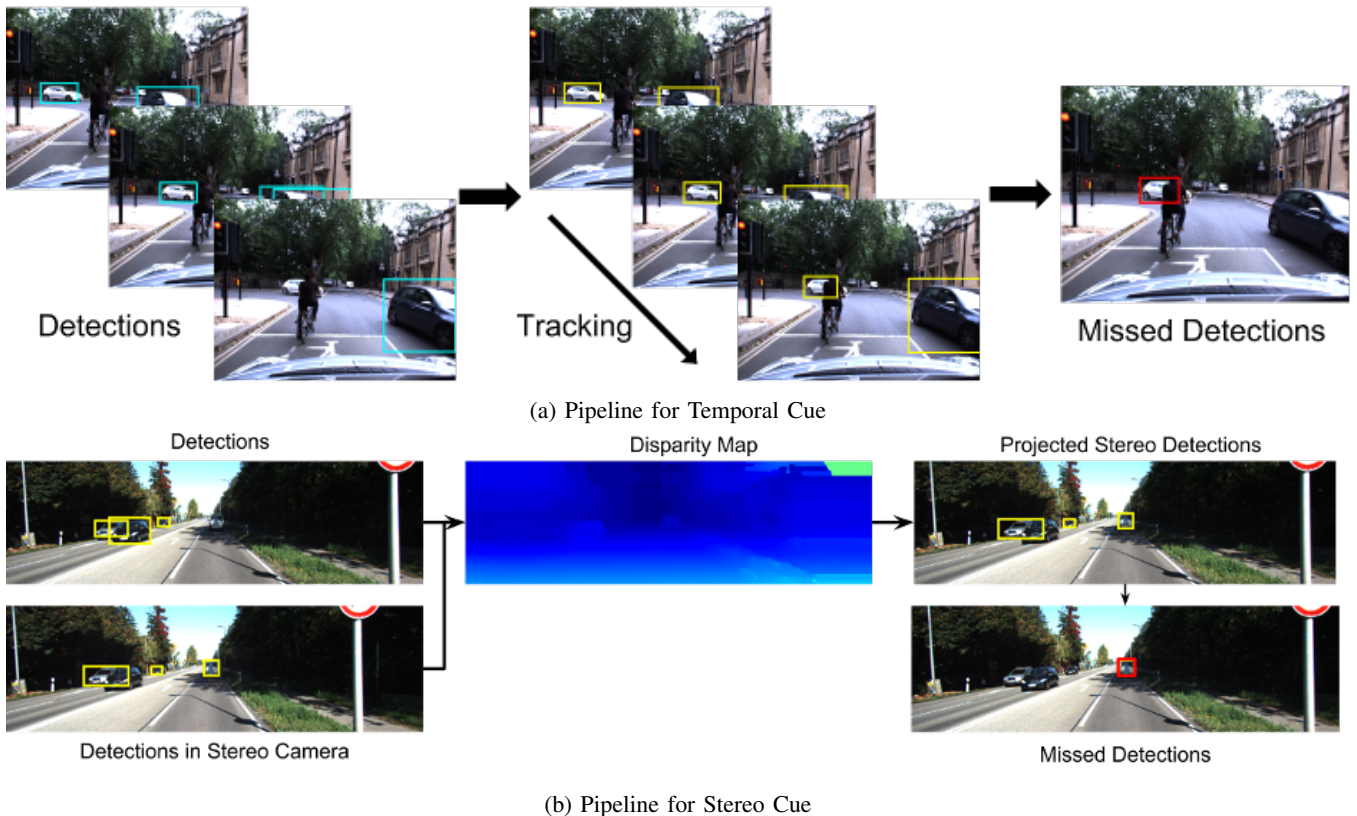 Detections
Tracking
Missed Detections
(a) Pipeline for Temporal Cue
Detections
Disparity Map
Projected Stereo Detections
Detections in Stereo Camera
Missed Detections
(b) Pipeline for Stereo Cue